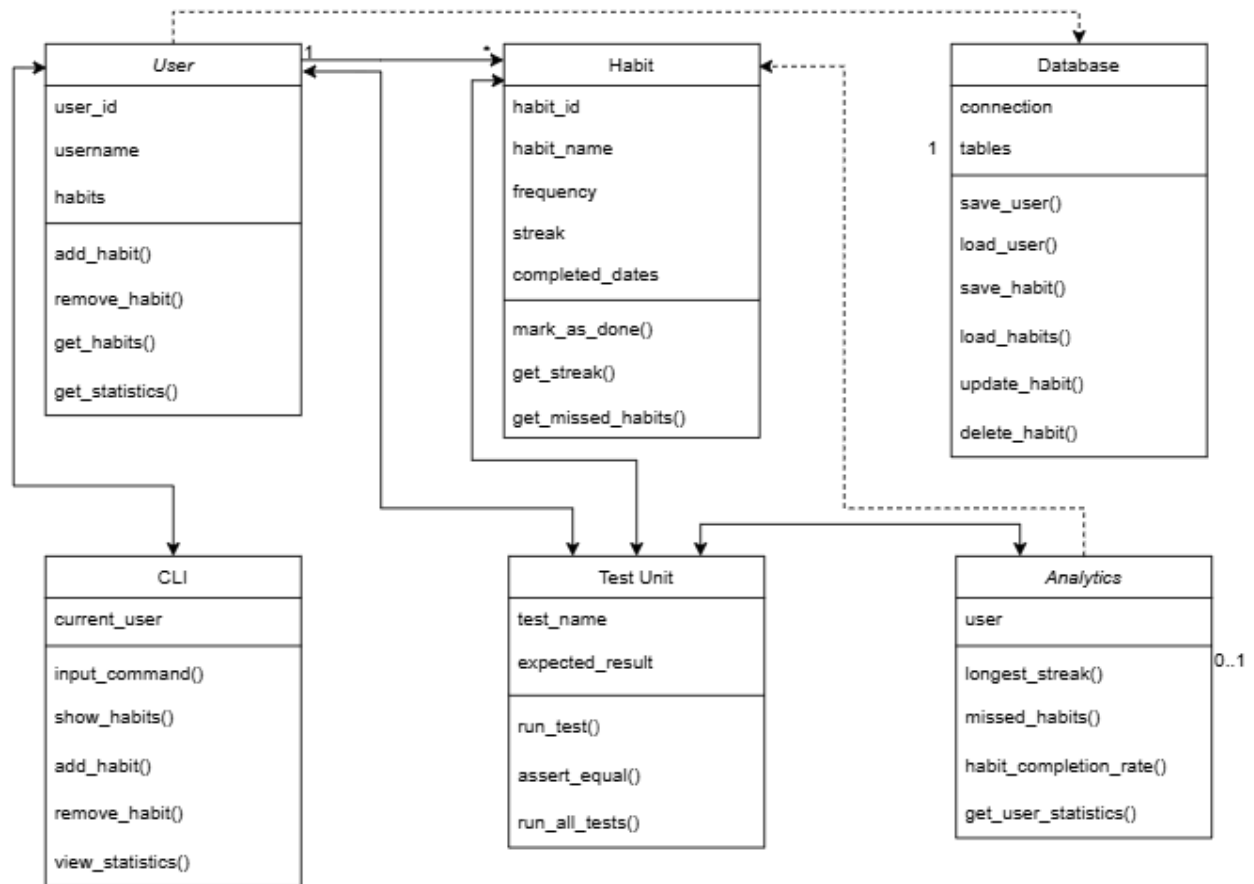 User
user_id
username
habits
add_habit()
remove_habit()
get_habits()
get_statistics()
1
*
Habit
habit_id
habit_name
frequency
streak
completed_dates
mark_as_done()
get_streak()
get_missed_habits()
Database
connection
1
tables
save_user()
load_user()
save_habit()
load_habits()
update_habit()
delete_habit()
CLI
current_user
input_command()
show_habits()
add_habit()
remove_habit()
view_statistics()
Test Unit
test_name
expected_result
run_test()
assert_equal()
run_all_tests()
Analytics
user
0..1
longest_streak()
missed_habits()
habit_completion_rate()
get_user_statistics()